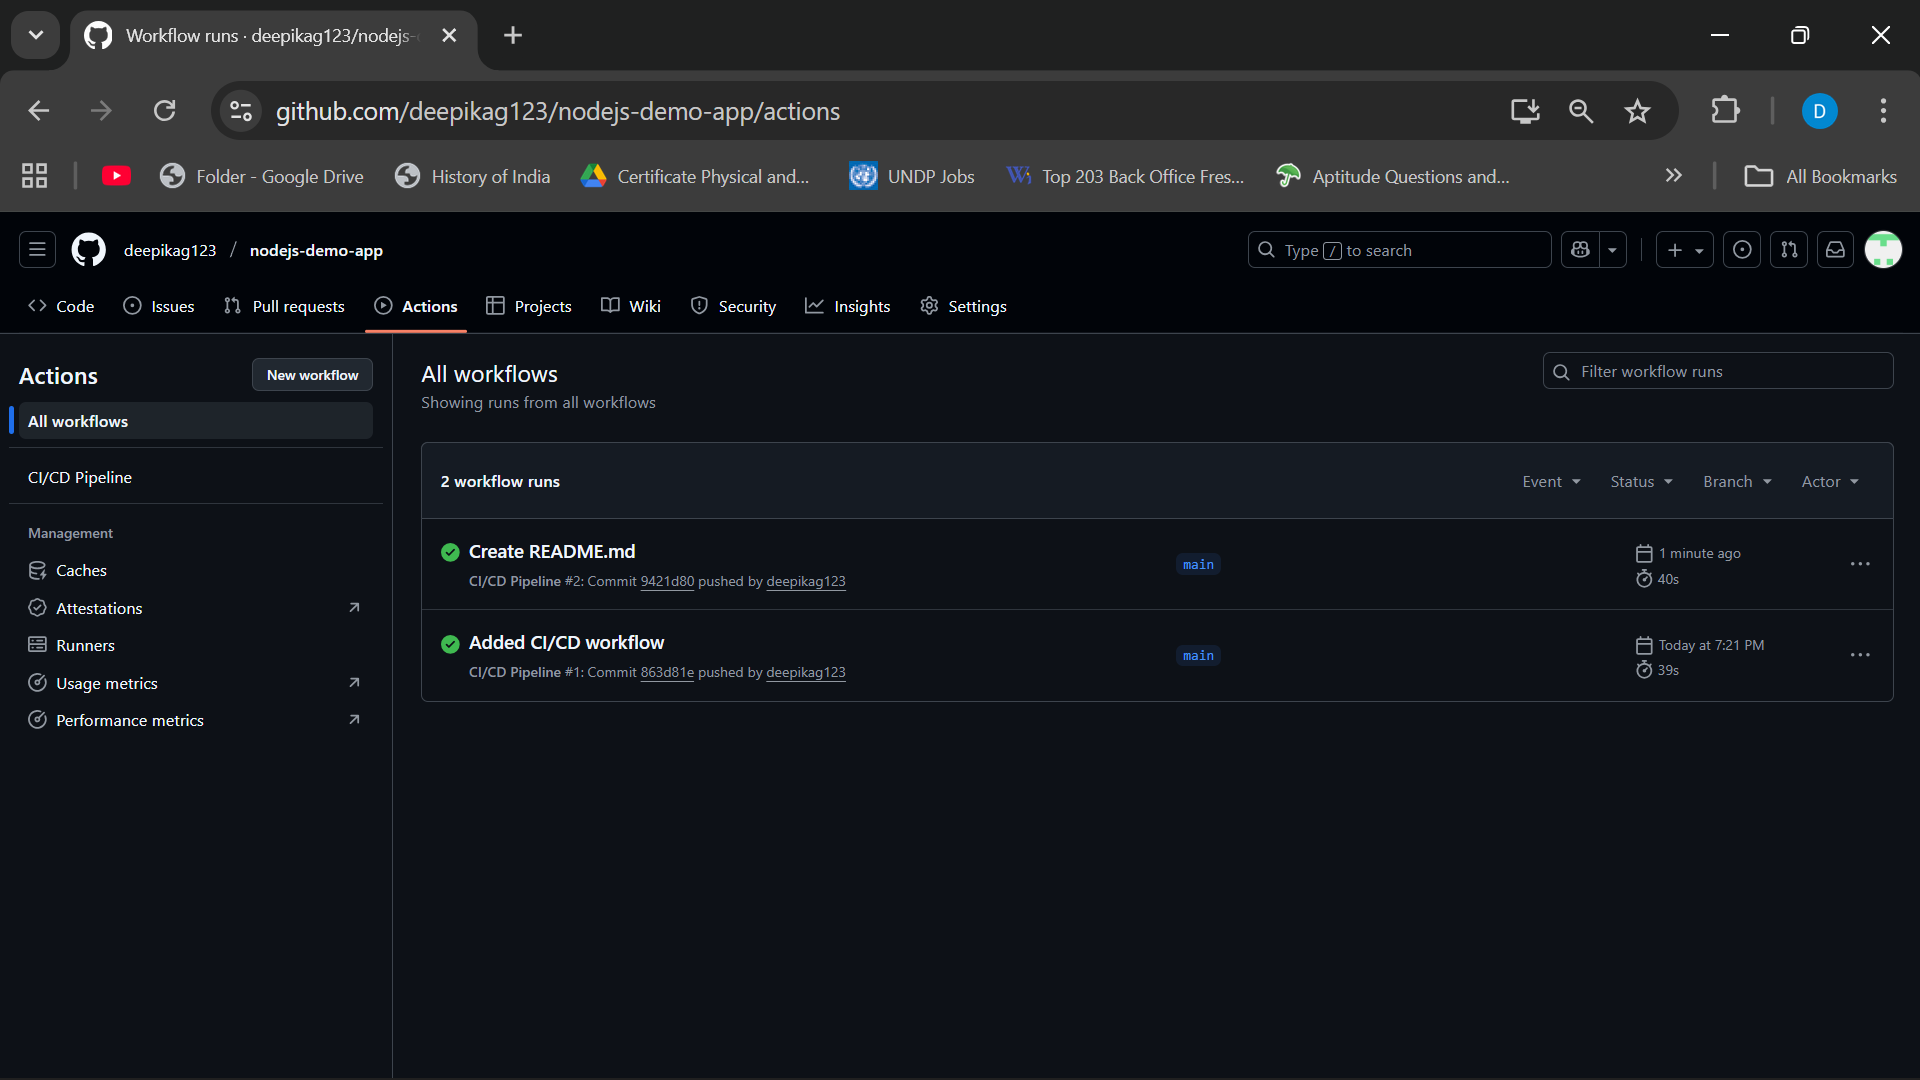 Workflow runs · deepikag123/nodejs-
github.com/deepikag123/nodejs-demo-app/actions
D
Folder - Google Drive
History of India
Certificate Physical and...
UNDP Jobs
Top 203 Back Office Fres...
Aptitude Questions and...
All Bookmarks
deepikag123 / nodejs-demo-app
Type / to search
Code
Issues
Pull requests
Actions
Projects
Wiki
Security
Insights
Settings
Actions
New workflow
All workflows
CI/CD Pipeline
Management
Caches
Attestations
Runners
Usage metrics
Performance metrics
All workflows
Showing runs from all workflows
Filter workflow runs
2 workflow runs
Event
Status
Branch
Actor
Create README.md
CI/CD Pipeline #2: Commit 9421d80 pushed by deepikag123
main
1 minute ago
40s
Added CI/CD workflow
CI/CD Pipeline #1: Commit 863d81e pushed by deepikag123
main
Today at 7:21 PM
39s